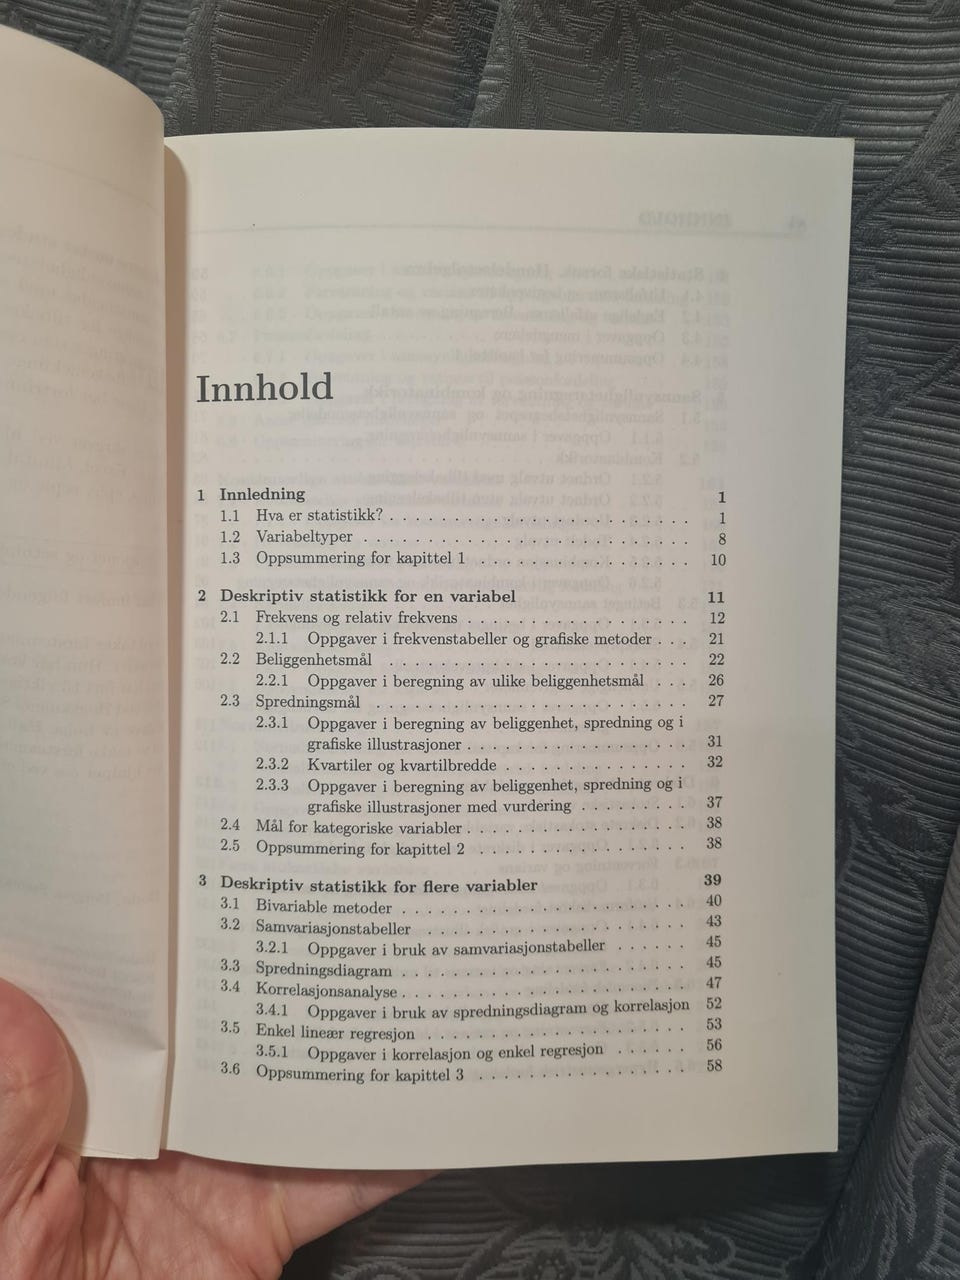 Innhold
1 Innledning 1
1.1 Hva er statistikk? . . . . . . . . . . . . . . . . . . . . . . . 1
1.2 Variabeltyper . . . . . . . . . . . . . . . . . . . . . . . . . 8
1.3 Oppsummering for kapittel 1 . . . . . . . . . . . . . . . . 10
2 Deskriptiv statistikk for en variabel 11
2.1 Frekvens og relativ frekvens . . . . . . . . . . . . . . . . . 12
2.1.1 Oppgaver i frekvenstabeller og grafiske metoder . . . 21
2.2 Beliggenhetsmål . . . . . . . . . . . . . . . . . . . . . . . 22
2.2.1 Oppgaver i beregning av ulike beliggenhetsmål . . . 26
2.3 Spredningsmål . . . . . . . . . . . . . . . . . . . . . . . . 27
2.3.1 Oppgaver i beregning av beliggenhet, spredning og i
grafiske illustrasjoner . . . . . . . . . . . . . . . . . 31
2.3.2 Kvartiler og kvartilbredde . . . . . . . . . . . . . . 32
2.3.3 Oppgaver i beregning av beliggenhet, spredning og i
grafiske illustrasjoner med vurdering . . . . . . . . . 37
2.4 Mål for kategoriske variabler . . . . . . . . . . . . . . . . . 38
2.5 Oppsummering for kapittel 2 . . . . . . . . . . . . . . . . 38
3 Deskriptiv statistikk for flere variabler 39
3.1 Bivariable metoder . . . . . . . . . . . . . . . . . . . . . . 40
3.2 Samvariasjonstabeller . . . . . . . . . . . . . . . . . . . . 43
3.2.1 Oppgaver i bruk av samvariasjonstabeller . . . . . . 45
3.3 Spredningsdiagram . . . . . . . . . . . . . . . . . . . . . . 45
3.4 Korrelasjonsanalyse . . . . . . . . . . . . . . . . . . . . . . 47
3.4.1 Oppgaver i bruk av spredningsdiagram og korrelasjon 52
3.5 Enkel lineær regresjon . . . . . . . . . . . . . . . . . . . . 53
3.5.1 Oppgaver i korrelasjon og enkel regresjon . . . . . . 56
3.6 Oppsummering for kapittel 3 . . . . . . . . . . . . . . . . 58